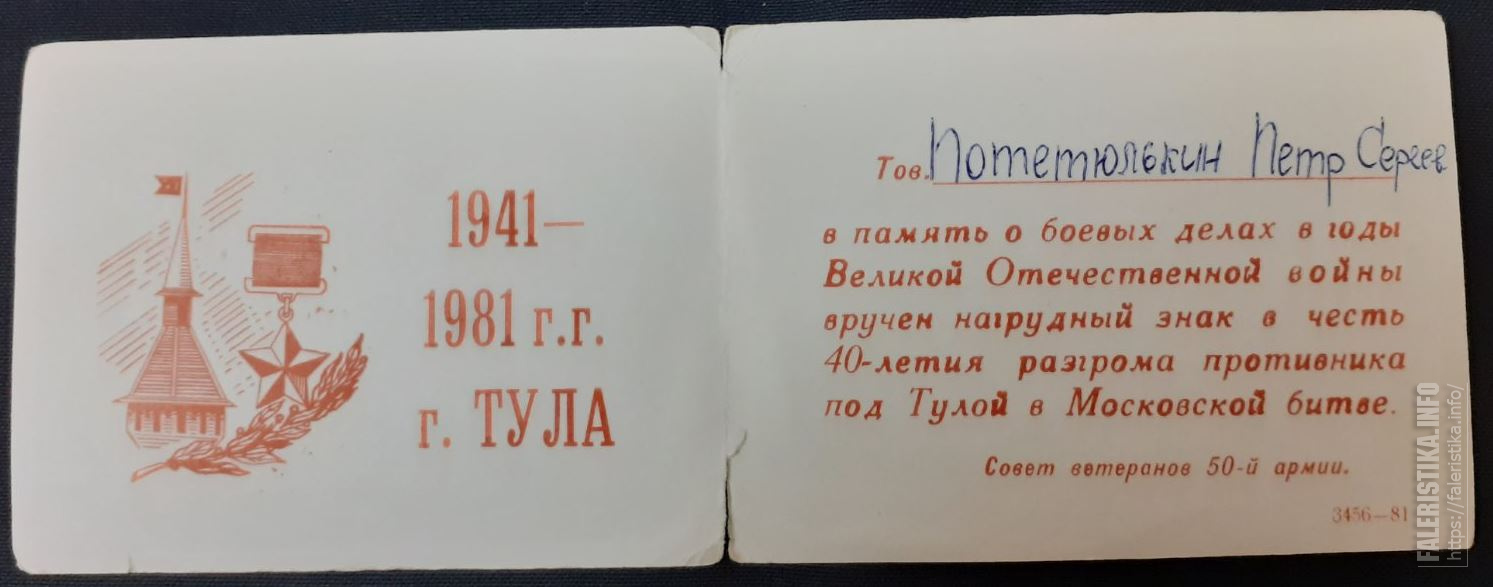 1941—
1981 г.г.
г. ТУЛА
Тов. Потетюлькин Петр Сергеев
в память о боевых делах в годы
Великой Отечественной войны
вручен нагрудный знак в честь
40-летия разгрома противника
под Тулой в Московской битве.
Совет ветеранов 50-й армии.
3456—81
FALERISTIKA.INFO
https://faleristika.info/